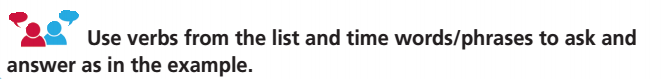 Use verbs from the list and time words/phrases to ask and
answer as in the example.